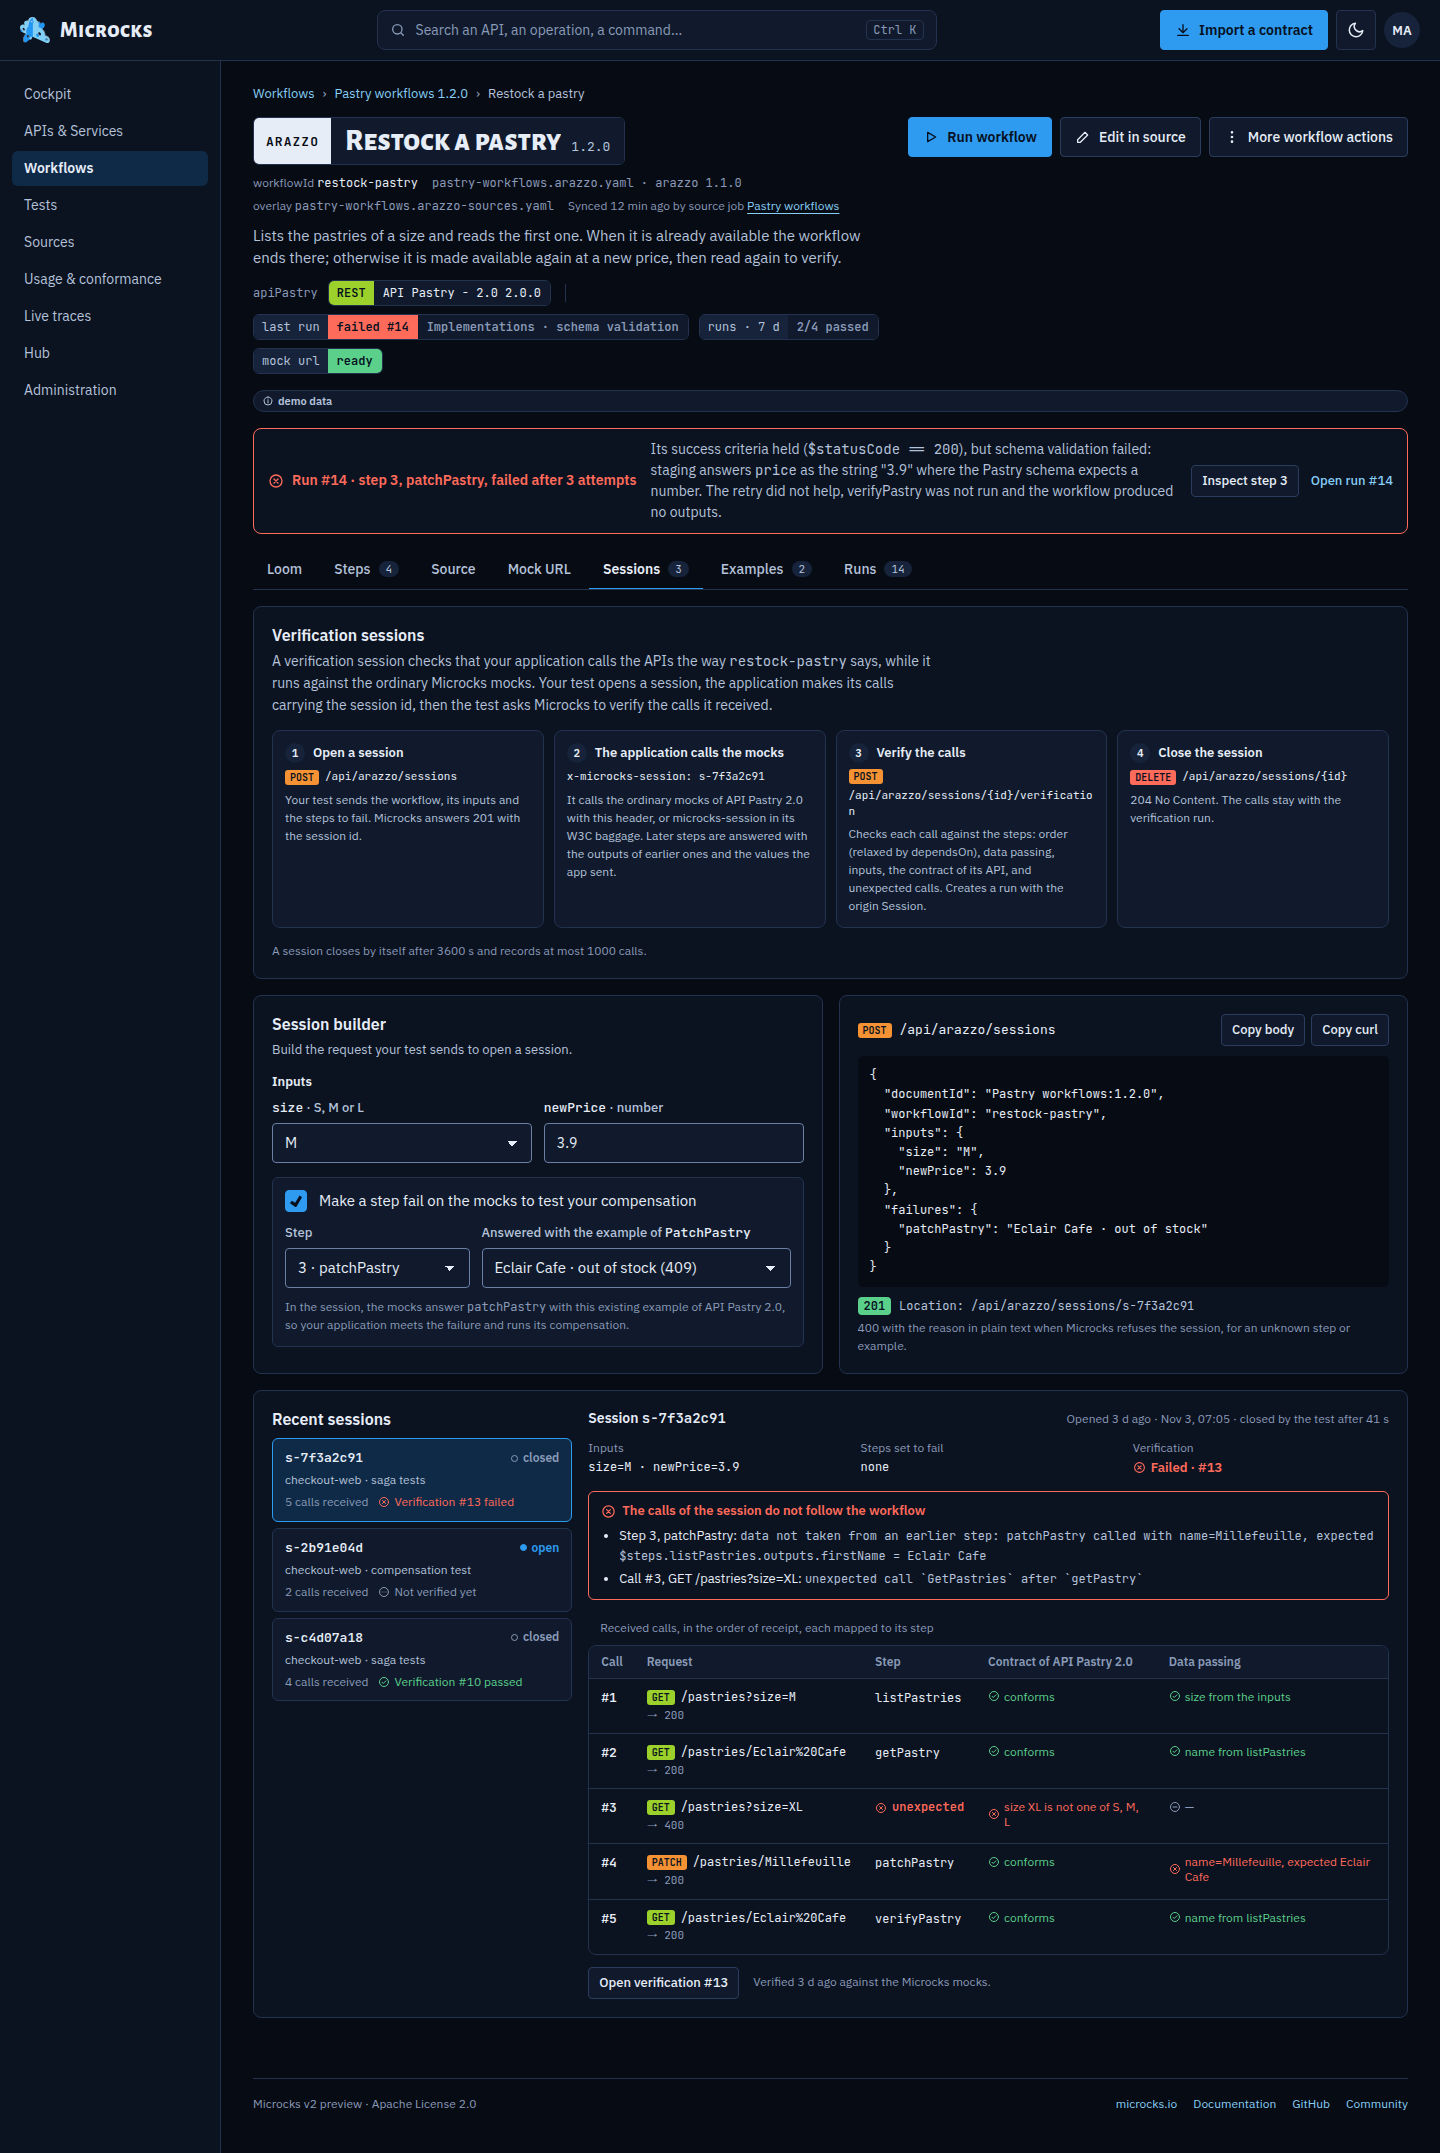 Microcks
Search an API, an operation, a command...
Ctrl K
Import a contract
MA
Cockpit
APIs & Services
Workflows
Tests
Sources
Usage & conformance
Live traces
Hub
Administration
Workflows › Pastry workflows 1.2.0 › Restock a pastry
ARAZZO Restock a pastry 1.2.0
Run workflow
Edit in source
More workflow actions
workflowId restock-pastry pastry-workflows.arazzo.yaml · arazzo 1.1.0
overlay pastry-workflows.arazzo-sources.yaml Synced 12 min ago by source job Pastry workflows
Lists the pastries of a size and reads the first one. When it is already available the workflow
ends there; otherwise it is made available again at a new price, then read again to verify.
apiPastry REST API Pastry - 2.0 2.0.0
last run failed #14 Implementations · schema validation runs · 7 d 2/4 passed
mock url ready
demo data
Run #14 · step 3, patchPastry, failed after 3 attempts
Its success criteria held ($statusCode == 200), but schema validation failed:
staging answers price as the string "3.9" where the Pastry schema expects a
number. The retry did not help, verifyPastry was not run and the workflow produced
no outputs.
Inspect step 3
Open run #14
Loom
Steps 4
Source
Mock URL
Sessions 3
Examples 2
Runs 14
Verification sessions
A verification session checks that your application calls the APIs the way restock-pastry says, while it
runs against the ordinary Microcks mocks. Your test opens a session, the application makes its calls
carrying the session id, then the test asks Microcks to verify the calls it received.
1 Open a session
POST /api/arazzo/sessions
Your test sends the workflow, its inputs and
the steps to fail. Microcks answers 201 with
the session id.
2 The application calls the mocks
x-microcks-session: s-7f3a2c91
It calls the ordinary mocks of API Pastry 2.0
with this header, or microcks-session in its
W3C baggage. Later steps are answered with
the outputs of earlier ones and the values the
app sent.
3 Verify the calls
POST
/api/arazzo/sessions/{id}/verificatio
n
Checks each call against the steps: order
(relaxed by dependsOn), data passing,
inputs, the contract of its API, and
unexpected calls. Creates a run with the
origin Session.
4 Close the session
DELETE /api/arazzo/sessions/{id}
204 No Content. The calls stay with the
verification run.
A session closes by itself after 3600 s and records at most 1000 calls.
Session builder
Build the request your test sends to open a session.
Inputs
size · S, M or L
newPrice · number
M
3.9
Make a step fail on the mocks to test your compensation
Step
Answered with the example of PatchPastry
3 · patchPastry
Eclair Cafe · out of stock (409)
In the session, the mocks answer patchPastry with this existing example of API Pastry 2.0,
so your application meets the failure and runs its compensation.
POST /api/arazzo/sessions
Copy body
Copy curl
{
"documentId": "Pastry workflows:1.2.0",
"workflowId": "restock-pastry",
"inputs": {
"size": "M",
"newPrice": 3.9
},
"failures": {
"patchPastry": "Eclair Cafe · out of stock"
}
}
201 Location: /api/arazzo/sessions/s-7f3a2c91
400 with the reason in plain text when Microcks refuses the session, for an unknown step or
example.
Recent sessions
s-7f3a2c91 closed
checkout-web · saga tests
5 calls received Verification #13 failed
s-2b91e04d open
checkout-web · compensation test
2 calls received Not verified yet
s-c4d07a18 closed
checkout-web · saga tests
4 calls received Verification #10 passed
Session s-7f3a2c91
Opened 3 d ago · Nov 3, 07:05 · closed by the test after 41 s
Inputs
Steps set to fail
Verification
size=M · newPrice=3.9
none
Failed · #13
The calls of the session do not follow the workflow
• Step 3, patchPastry: data not taken from an earlier step: patchPastry called with name=Millefeuille, expected
$steps.listPastries.outputs.firstName = Eclair Cafe
• Call #3, GET /pastries?size=XL: unexpected call `GetPastries` after `getPastry`
Received calls, in the order of receipt, each mapped to its step
Call Request Step Contract of API Pastry 2.0 Data passing
#1 GET /pastries?size=M listPastries conforms size from the inputs
→ 200
#2 GET /pastries/Eclair%20Cafe getPastry conforms name from listPastries
→ 200
#3 GET /pastries?size=XL unexpected size XL is not one of S, M, —
→ 400 L
#4 PATCH /pastries/Millefeuille patchPastry conforms name=Millefeuille, expected Eclair
→ 200 Cafe
#5 GET /pastries/Eclair%20Cafe verifyPastry conforms name from listPastries
→ 200
Open verification #13
Verified 3 d ago against the Microcks mocks.
Microcks v2 preview · Apache License 2.0
microcks.io
Documentation
GitHub
Community